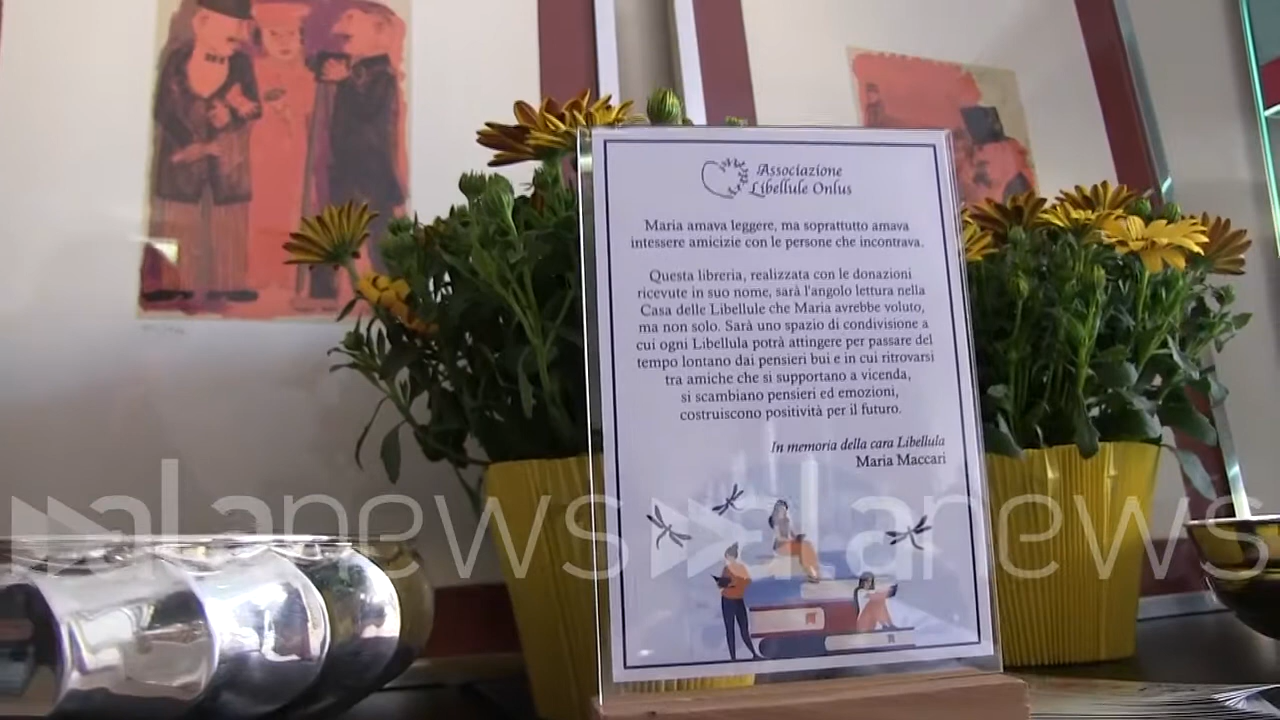 Associazione
Libellule Onlus
Maria amava leggere, ma soprattutto amava
intessere amicizie con le persone che incontrava.
Questa libreria, realizzata con le donazioni
ricevute in suo nome, sarà l'angolo lettura nella
Casa delle Libellule che Maria avrebbe voluto,
ma non solo. Sarà uno spazio di condivisione a
cui ogni Libellula potrà attingere per passare del
tempo lontano dai pensieri bui e in cui ritrovarsi
tra amiche che si supportano a vicenda,
si scambiano pensieri ed emozioni,
costruiscono positività per il futuro.
In memoria della cara Libellula
Maria Maccari
alanews alanews